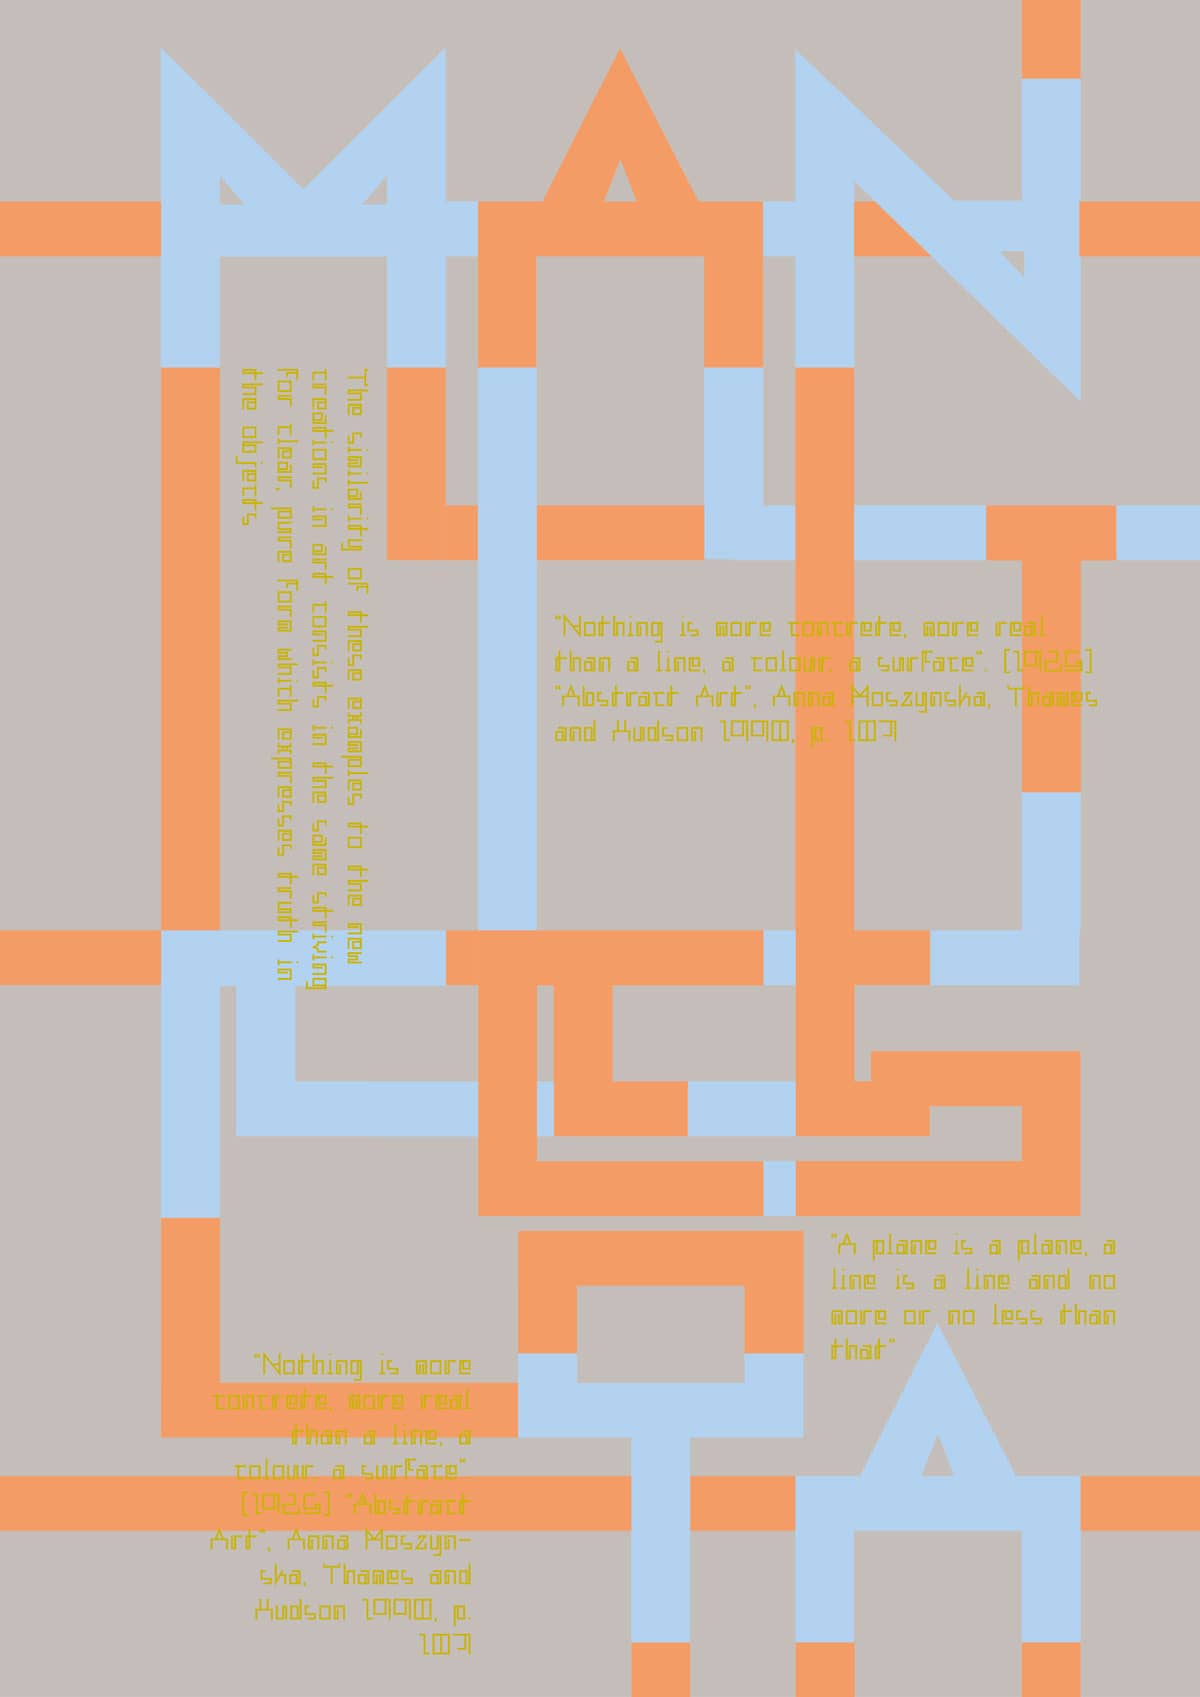 MAN
The similarity of these examples to the new
creations in art consists in the same striving
for clear, pure form which expresses truth in
the objects
"Nothing is more concrete, more real
than a line, a colour. a surface". [1925]
"Abstract Art", Anna Moszynska, Thames
and Hudson 1990, p. 107
"A plane is a plane, a
line is a line and no
more or no less than
that"
"Nothing is more
concrete. more real
than a line, a
colour. a surface".
[1925] "Abstract
Art", Anna Moszyn-
ska, Thames and
Hudson 1990, p.
107
TA